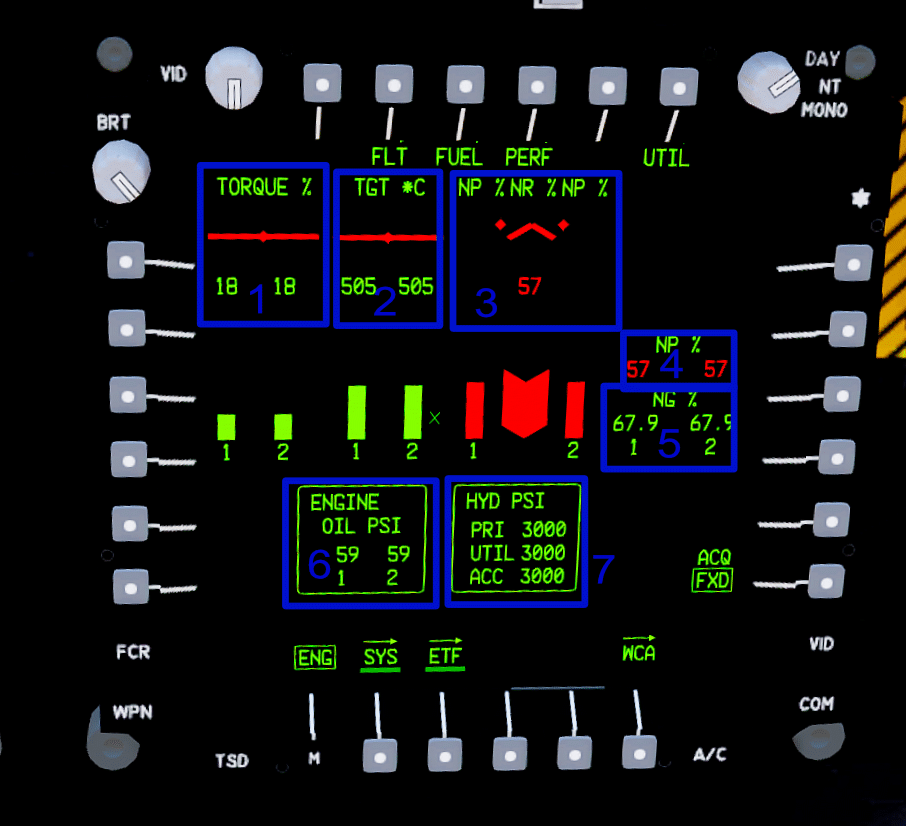 VID
DAY
NT
MONO
BRT
FLT FUEL PERF UTIL
TORQUE % TGT *C NP % NR % NP %
18 18 505 505 57
1 2 3
NP %
57 57
4
NG %
67.9 67.9
1 2
5
1 2 1 2 × 1 2
ENGINE
OIL PSI
59 59
1 2
6
HYD PSI
PRI 3000
UTIL 3000
ACC 3000
7
ACQ
FXD
FCR
ENG SYS ETF WCA
VID
WPN
COM
TSD M A/C